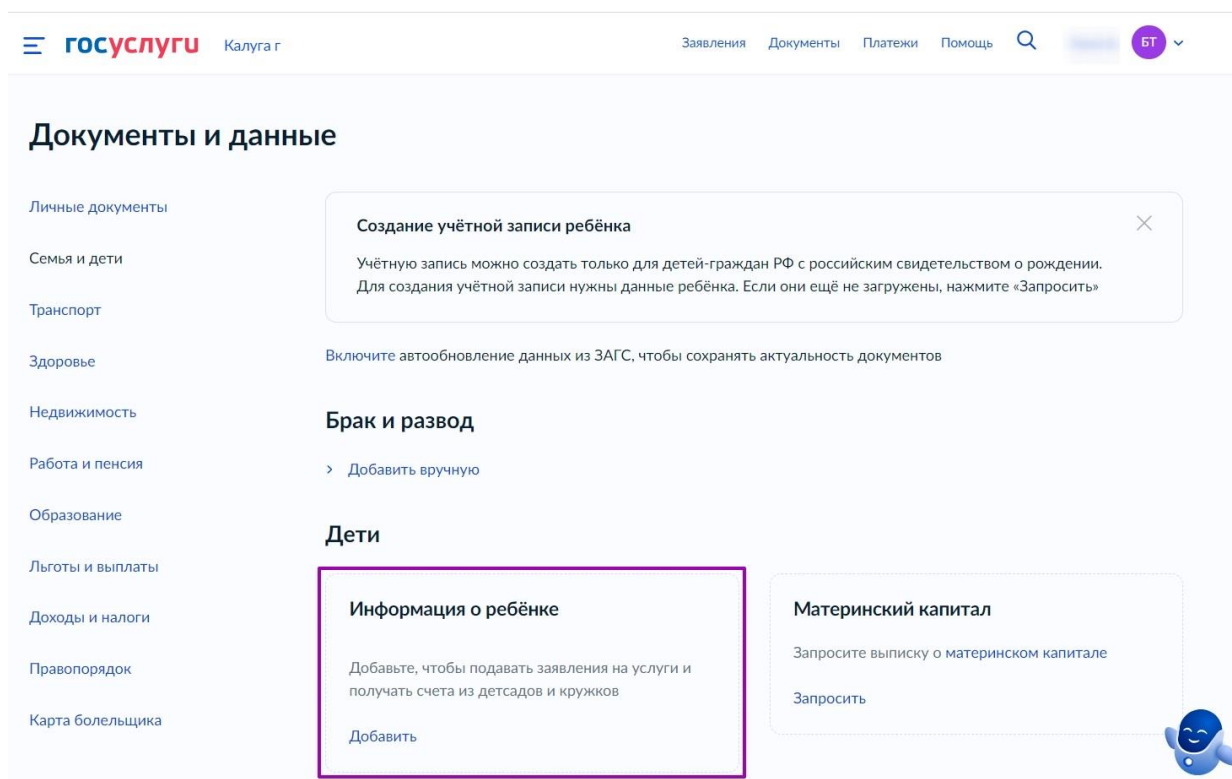 госуслуги Калуга г Заявления Документы Платежи Помощь БТ
Документы и данные
Личные документы
Семья и дети
Транспорт
Здоровье
Недвижимость
Работа и пенсия
Образование
Льготы и выплаты
Доходы и налоги
Правопорядок
Карта болельщика
Создание учётной записи ребёнка
Учётную запись можно создать только для детей-граждан РФ с российским свидетельством о рождении.
Для создания учётной записи нужны данные ребёнка. Если они ещё не загружены, нажмите «Запросить»
Включите автообновление данных из ЗАГС, чтобы сохранять актуальность документов
Брак и развод
Добавить вручную
Дети
Информация о ребёнке
Добавьте, чтобы подавать заявления на услуги и
получать счета из детсадов и кружков
Добавить
Материнский капитал
Запросите выписку о материнском капитале
Запросить